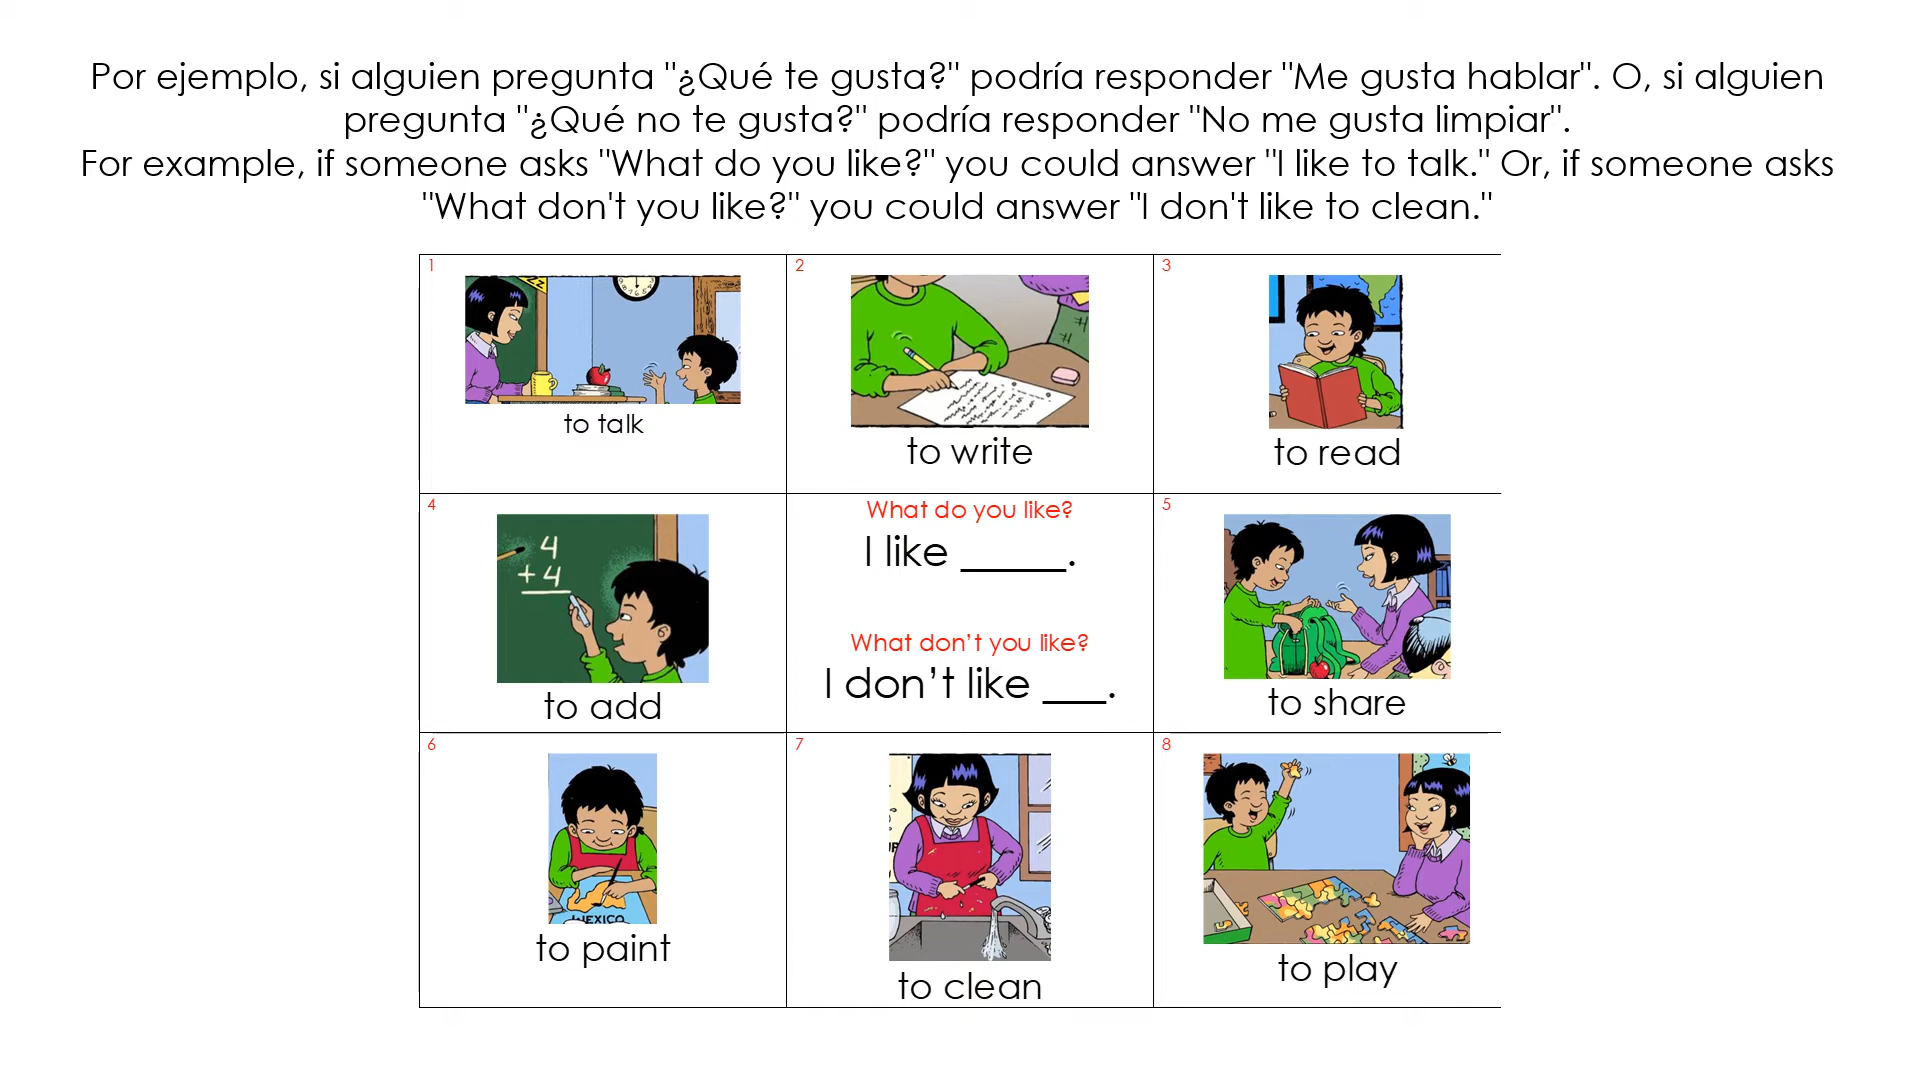 Por ejemplo, si alguien pregunta "¿Qué te gusta?" podría responder "Me gusta hablar". O, si alguien
pregunta "¿Qué no te gusta?" podría responder "No me gusta limpiar".
For example, if someone asks "What do you like?" you could answer "I like to talk." Or, if someone asks
"What don't you like?" you could answer "I don't like to clean."
1
to talk
2
to write
3
to read
4
4
+ 4
to add
What do you like?
I like _____.
What don’t you like?
I don’t like ___.
5
to share
6
MEXICO
to paint
7
to clean
8
to play